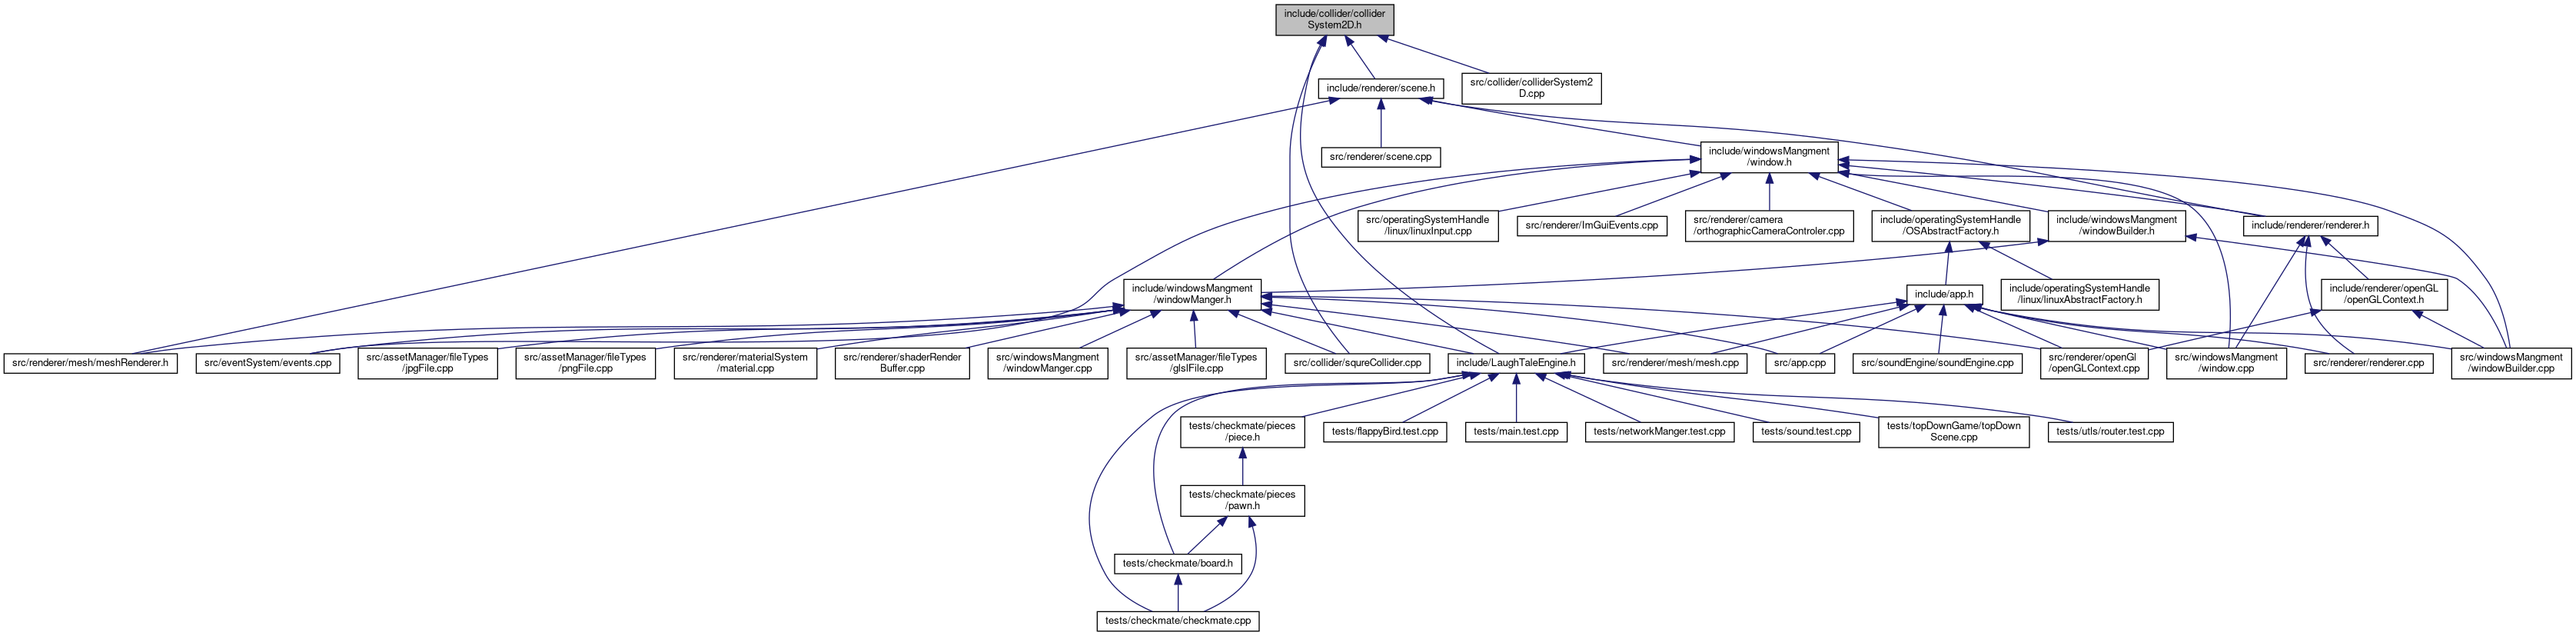 include/collider/collider
System2D.h
include/renderer/scene.h
src/collider/colliderSystem2
D.cpp
src/renderer/scene.cpp
include/windowsMangment
/window.h
src/operatingSystemHandle
/linux/linuxInput.cpp
src/renderer/ImGuiEvents.cpp
src/renderer/camera
/orthographicCameraControler.cpp
include/operatingSystemHandle
/OSAbstractFactory.h
include/windowsMangment
/windowBuilder.h
include/renderer/renderer.h
include/windowsMangment
/windowManger.h
include/app.h
include/operatingSystemHandle
/linux/linuxAbstractFactory.h
include/renderer/openGL
/openGLContext.h
src/renderer/mesh/meshRenderer.h
src/eventSystem/events.cpp
src/assetManager/fileTypes
/jpgFile.cpp
src/assetManager/fileTypes
/pngFile.cpp
src/renderer/materialSystem
/material.cpp
src/renderer/shaderRender
Buffer.cpp
src/windowsMangment
/windowManger.cpp
src/assetManager/fileTypes
/glslFile.cpp
src/collider/squreCollider.cpp
include/LaughTaleEngine.h
src/renderer/mesh/mesh.cpp
src/app.cpp
src/soundEngine/soundEngine.cpp
src/renderer/openGl
/openGLContext.cpp
src/windowsMangment
/window.cpp
src/renderer/renderer.cpp
src/windowsMangment
/windowBuilder.cpp
tests/checkmate/pieces
/piece.h
tests/flappyBird.test.cpp
tests/main.test.cpp
tests/networkManger.test.cpp
tests/sound.test.cpp
tests/topDownGame/topDown
Scene.cpp
tests/utls/router.test.cpp
tests/checkmate/pieces
/pawn.h
tests/checkmate/board.h
tests/checkmate/checkmate.cpp